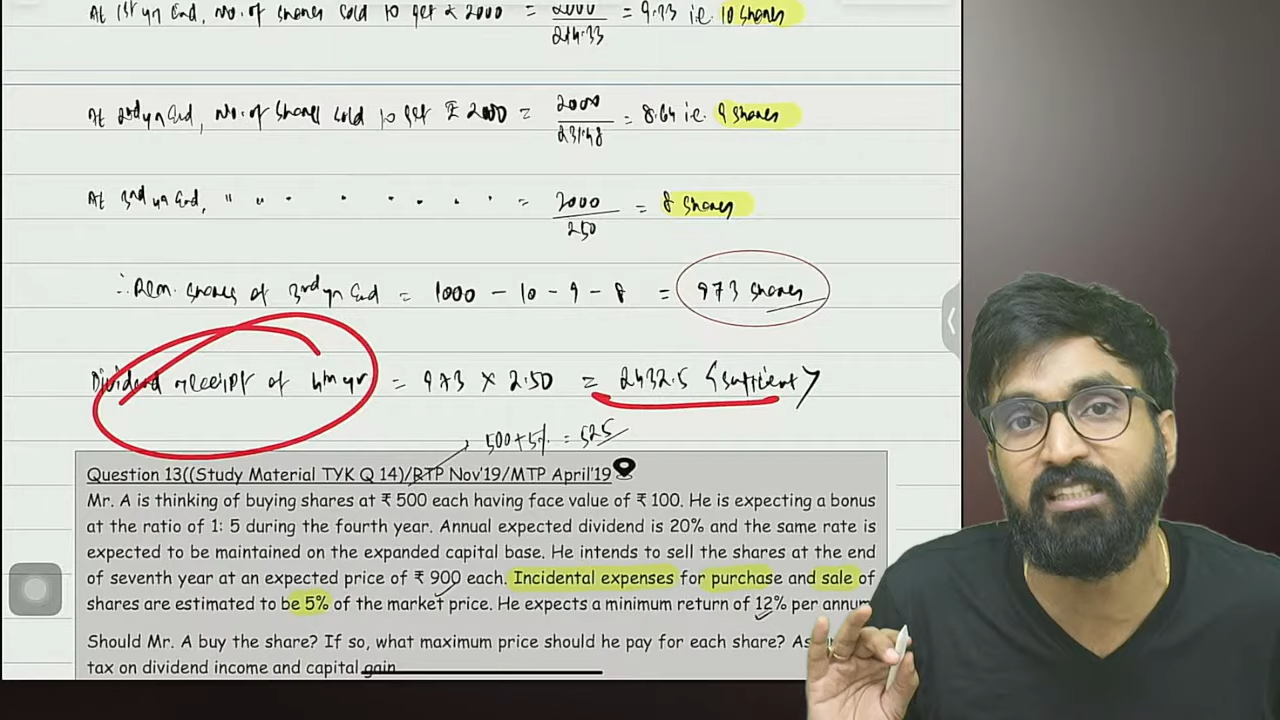 At 1st yr End, No. of shares sold to get ₹ 2000 = 2000/214.33 = 9.33 i.e. 10 shares
At 2nd yr End, No. of shares sold to get ₹ 2000 = 2000/231.48 = 8.64 i.e. 9 shares
At 3rd yr End, " " " " " " " " = 2000/250 = 8 shares
∴ Rem. shares of 3rd yr End = 1000 - 10 - 9 - 8 = 973 shares
Dividend receipt of 4th yr = 973 × 2.50 = 2432.5 {sufficient}
500+5% = 525
Question 13((Study Material TYK Q 14)/RTP Nov'19/MTP April'19
Mr. A is thinking of buying shares at ₹ 500 each having face value of ₹ 100. He is expecting a bonus
at the ratio of 1: 5 during the fourth year. Annual expected dividend is 20% and the same rate is
expected to be maintained on the expanded capital base. He intends to sell the shares at the end
of seventh year at an expected price of ₹ 900 each. Incidental expenses for purchase and sale of
shares are estimated to be 5% of the market price. He expects a minimum return of 12% per annum
Should Mr. A buy the share? If so, what maximum price should he pay for each share?
tax on dividend income and capital gain